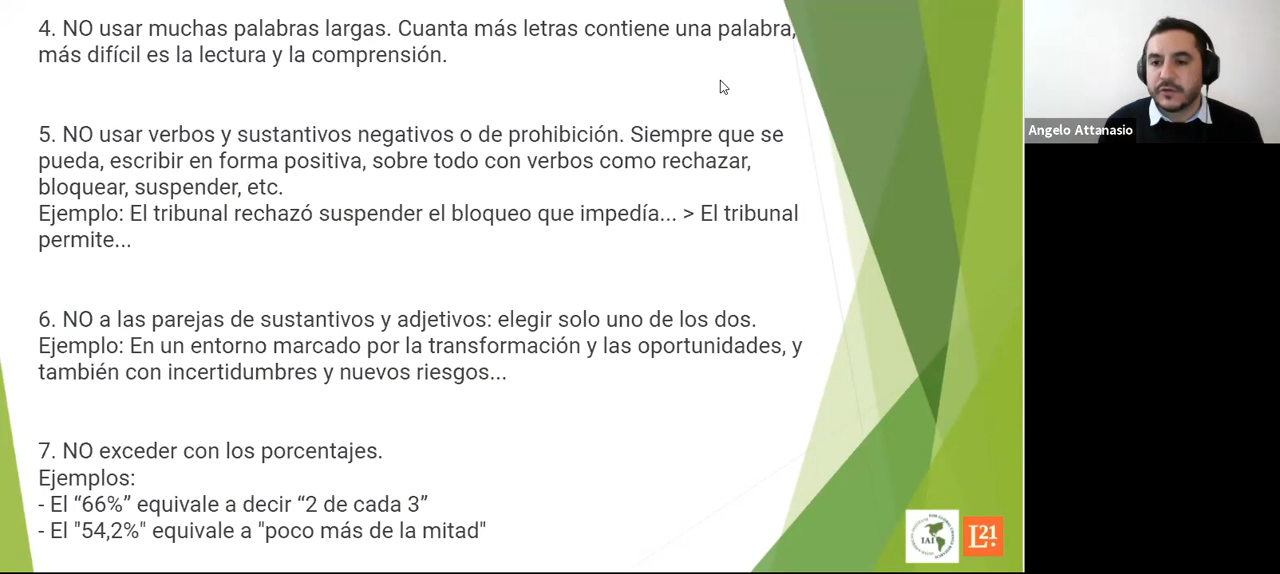 4. NO usar muchas palabras largas. Cuanta más letras contiene una palabra,
más difícil es la lectura y la comprensión.
5. NO usar verbos y sustantivos negativos o de prohibición. Siempre que se
pueda, escribir en forma positiva, sobre todo con verbos como rechazar,
bloquear, suspender, etc.
Ejemplo: El tribunal rechazó suspender el bloqueo que impedía... > El tribunal
permite...
6. NO a las parejas de sustantivos y adjetivos: elegir solo uno de los dos.
Ejemplo: En un entorno marcado por la transformación y las oportunidades, y
también con incertidumbres y nuevos riesgos...
7. NO exceder con los porcentajes.
Ejemplos:
- El “66%” equivale a decir “2 de cada 3”
- El "54,2%" equivale a "poco más de la mitad"
Angelo Attanasio
IAI
L21